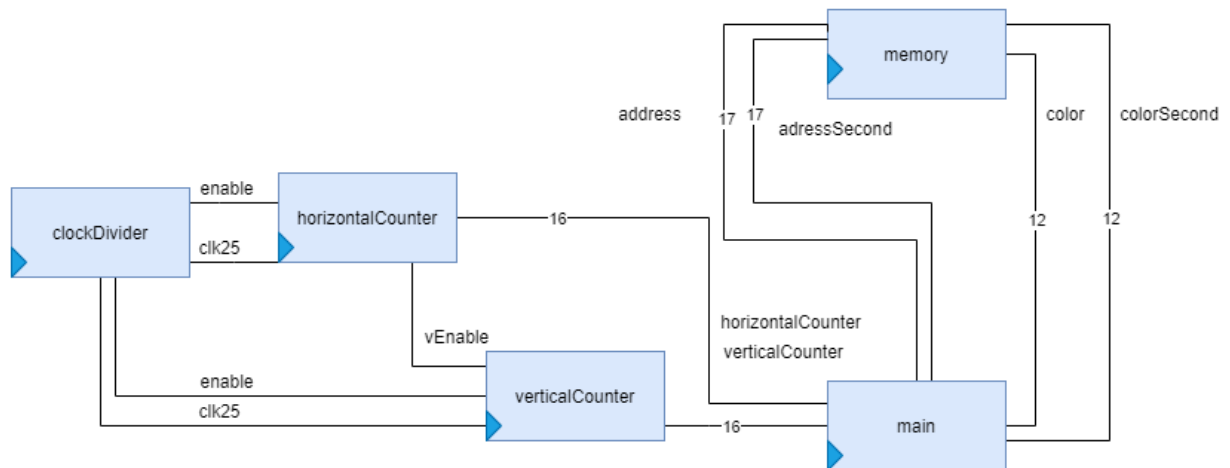 memory
address
17
17
adressSecond
color
colorSecond
enable
horizontalCounter
clockDivider
clk25
16
12
12
vEnable
horizontalCounter
verticalCounter
enable
clk25
verticalCounter
16
main